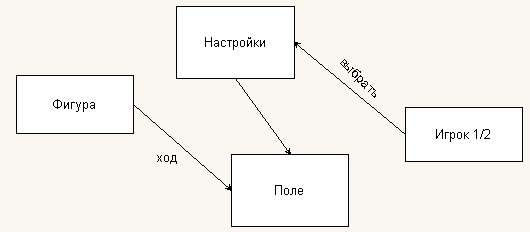 Настройки
выбрать
Фигура
Игрок 1/2
ход
Поле